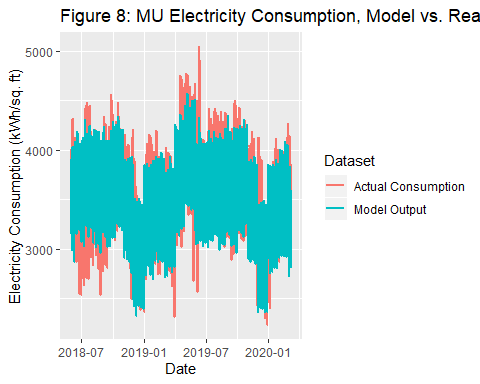 Figure 8: MU Electricity Consumption, Model vs. Rea
5000
4000
3000
Electricity Consumption (kWh/sq. ft)
2018-07
2019-01
2019-07
2020-01
Date
Dataset
Actual Consumption
Model Output